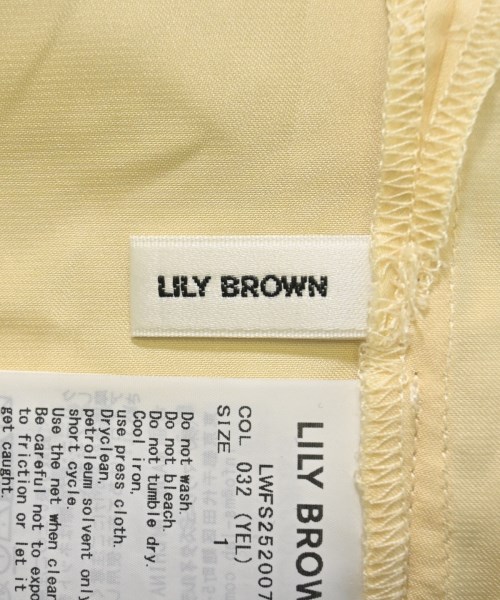 LILY BROWN
LILY BROW
LWFS252007
COL 032 (YEL)
SIZE 1
Do not wash.
Do not bleach.
Do not tumble dry.
Cool iron,
use press cloth.
Dryclean,
petroleum solvent only
short cycle.
Use the net when clean
Be careful not to expo
to friction or let it
get caught.